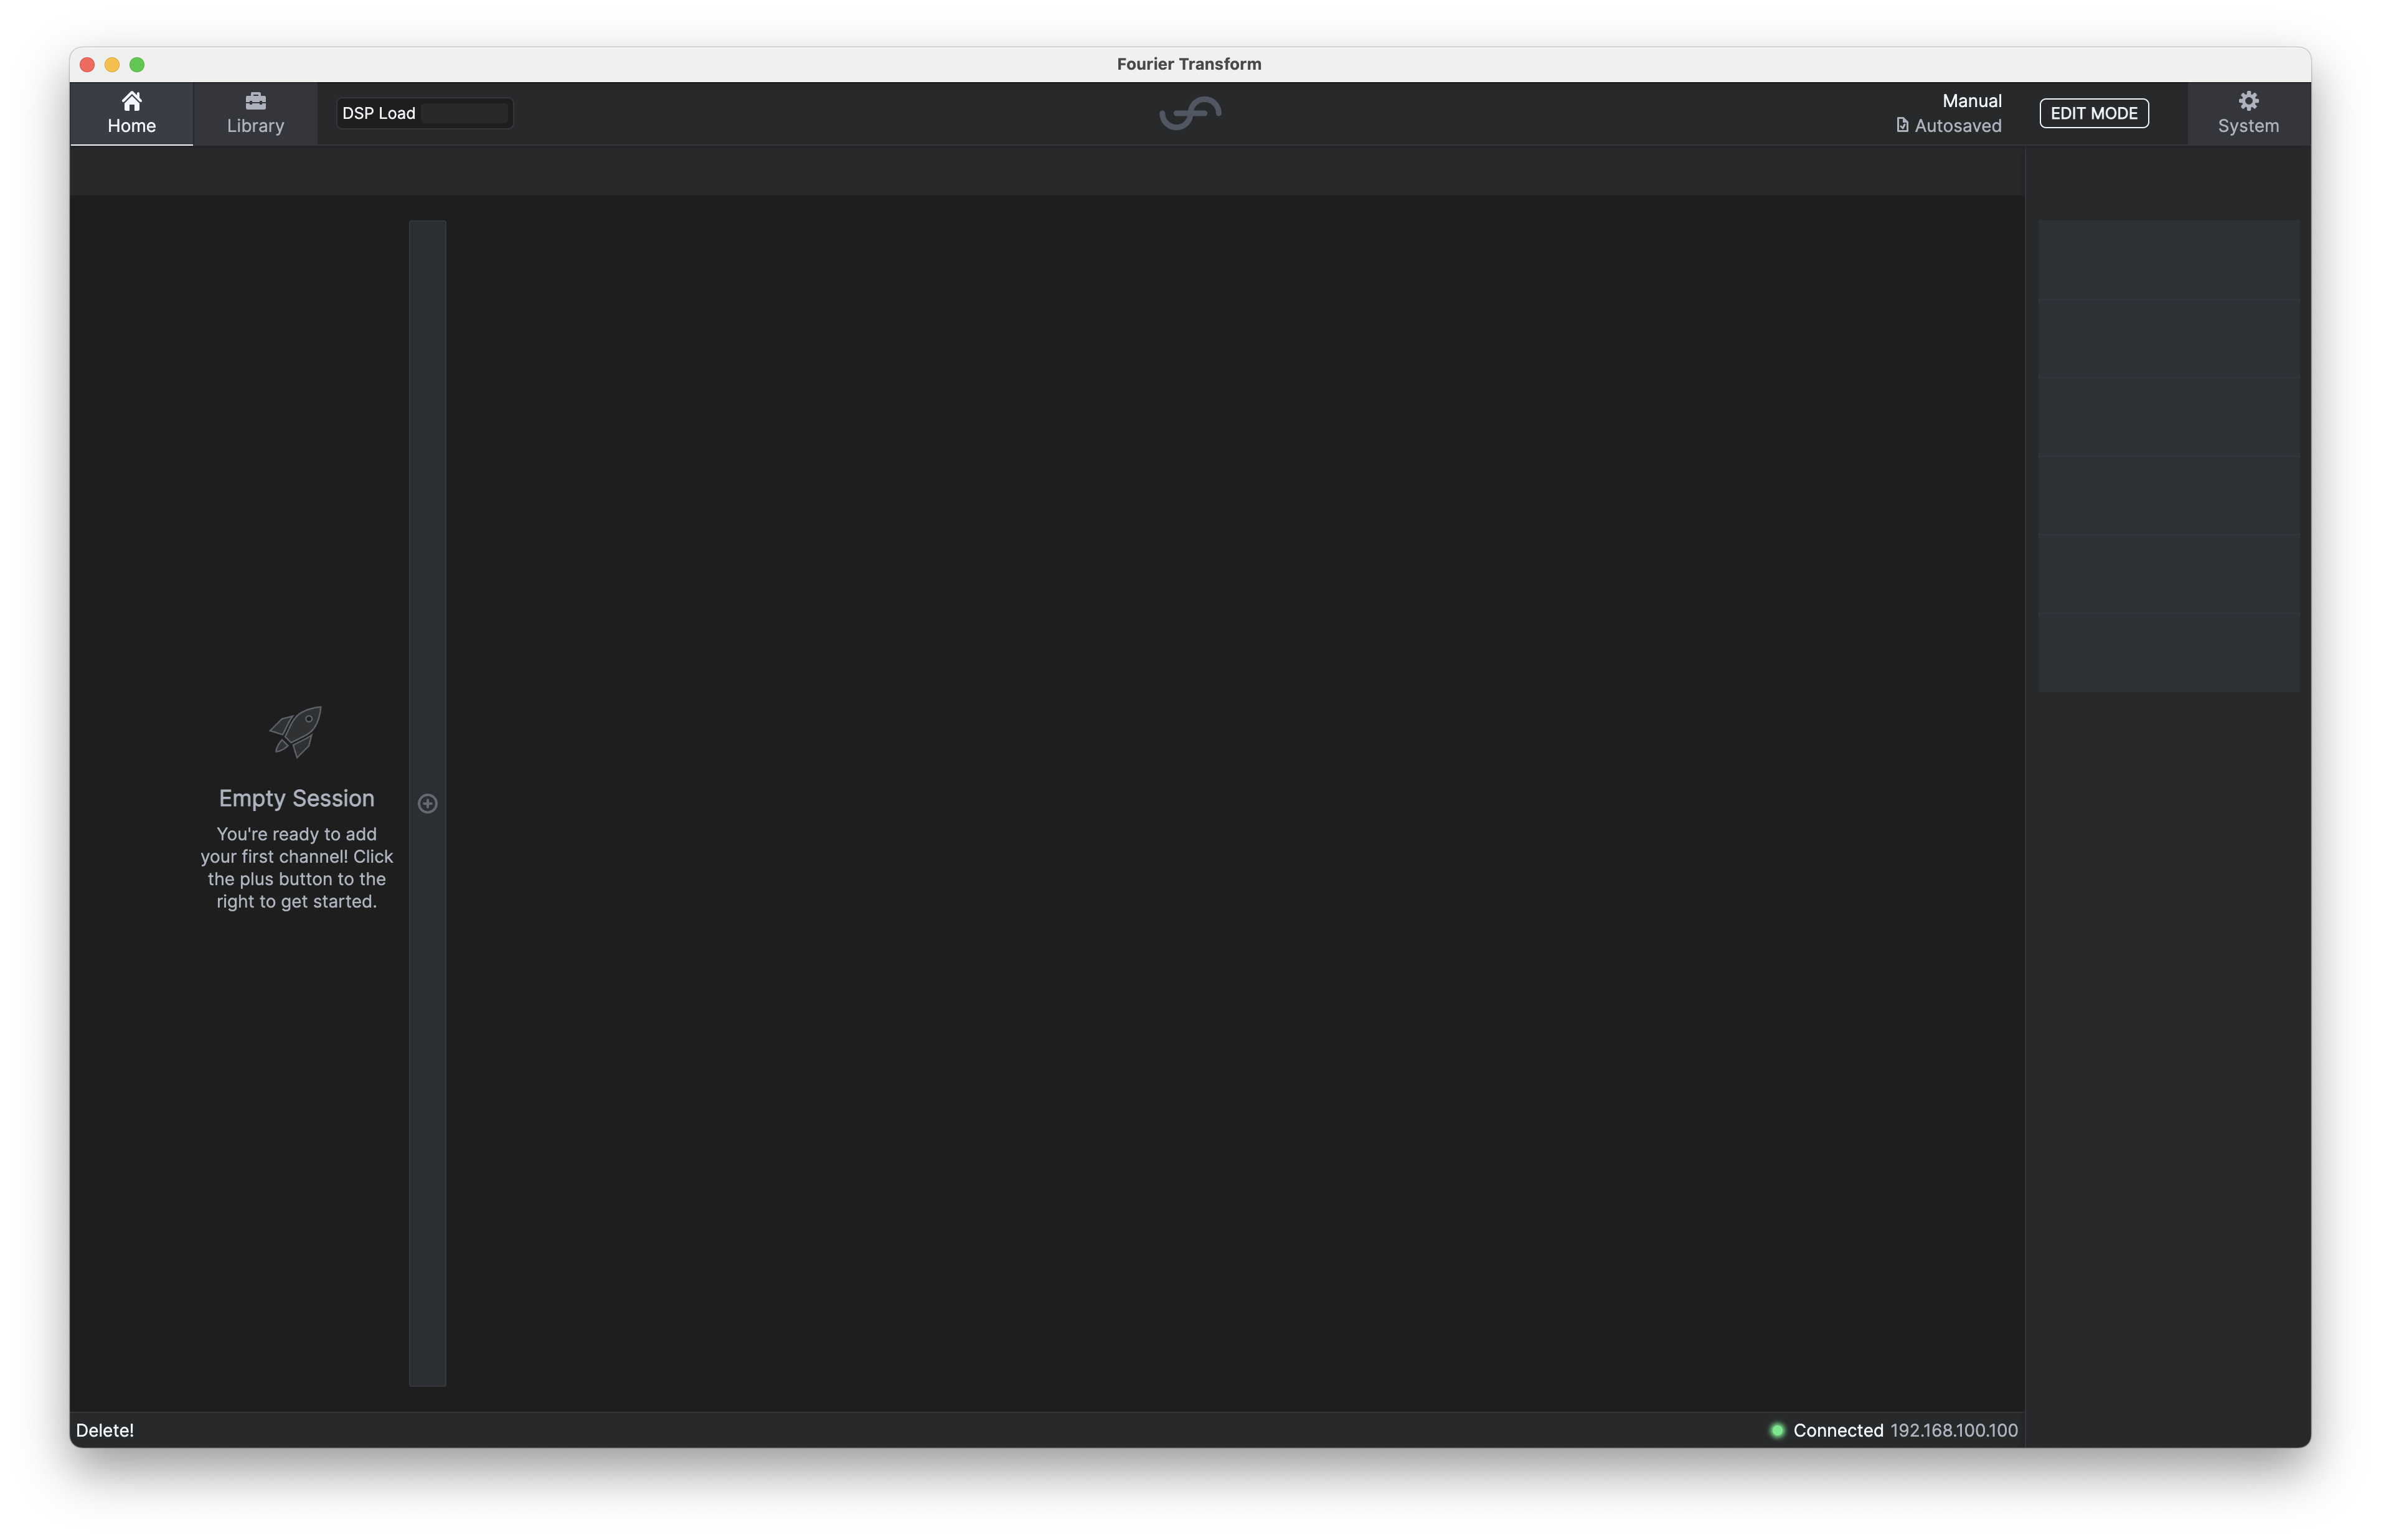 Fourier Transform
Home
Library
DSP Load
Manual
Autosaved
EDIT MODE
System
Empty Session
You're ready to add
your first channel! Click
the plus button to the
right to get started.
Delete!
Connected 192.168.100.100